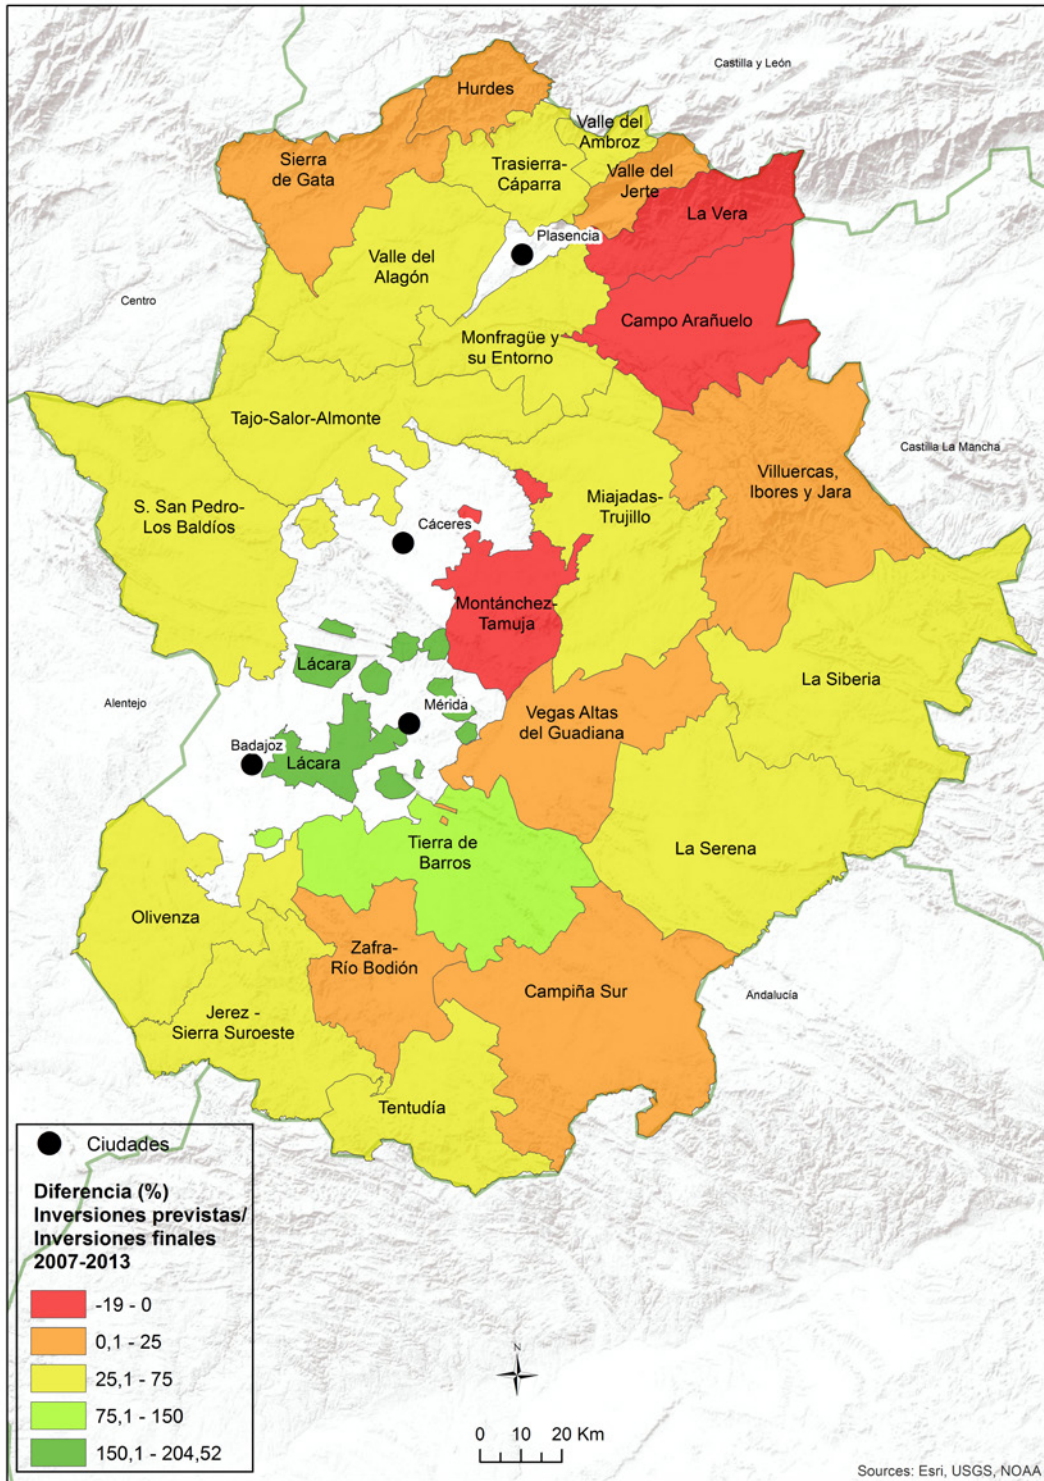 Castilla y León
Hurdes
Valle del
Ambroz
Sierra
de Gata
Trasierra-
Cáparra
Valle del
Jerte
La Vera
Plasencia
Valle del
Alagón
Centro
Campo Arañuelo
Monfragüe y
su Entorno
Tajo-Salor-Almonte
Castilla La Mancha
Villuercas,
Ibores y Jara
S. San Pedro-
Los Baldíos
Miajadas-
Trujillo
Cáceres
Montánchez-
Tamuja
Lácara
La Siberia
Alentejo
Mérida
Vegas Altas
del Guadiana
Badajoz
Lácara
Tierra de
Barros
La Serena
Olivenza
Zafra-
Río Bodión
Campiña Sur
Andalucía
Jerez -
Sierra Suroeste
Tentudía
Ciudades
Diferencia (%)
Inversiones previstas/
Inversiones finales
2007-2013
-19 - 0
0,1 - 25
25,1 - 75
75,1 - 150
150,1 - 204,52
N
0 10 20 Km
Sources: Esri, USGS, NOAA